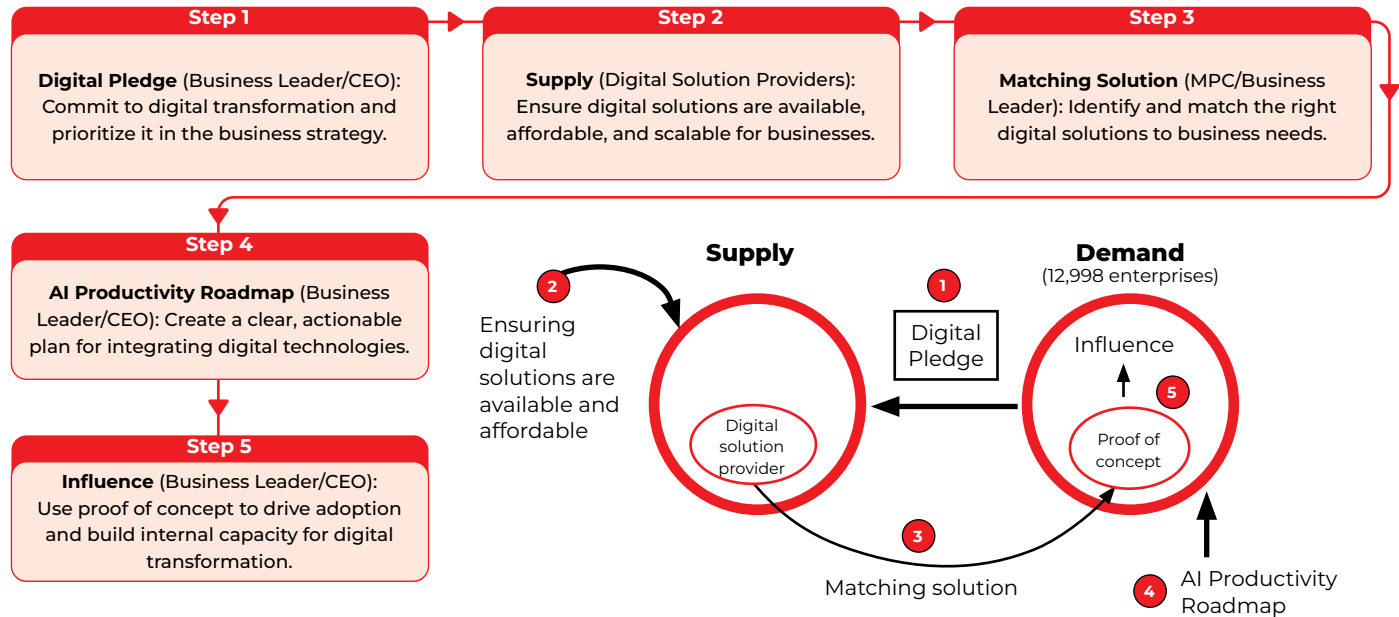 Step 1
Digital Pledge (Business Leader/CEO):
Commit to digital transformation and
prioritize it in the business strategy.
Step 2
Supply (Digital Solution Providers):
Ensure digital solutions are available,
affordable, and scalable for businesses.
Step 3
Matching Solution (MPC/Business
Leader): Identify and match the right
digital solutions to business needs.
Step 4
AI Productivity Roadmap (Business
Leader/CEO): Create a clear, actionable
plan for integrating digital technologies.
Step 5
Influence (Business Leader/CEO):
Use proof of concept to drive adoption
and build internal capacity for digital
transformation.
Supply
Demand
(12,998 enterprises)
2
Ensuring
digital
solutions are
available and
affordable
1
Digital
Pledge
Influence
5
Proof of
concept
Digital
solution
provider
3
Matching solution
4
AI Productivity
Roadmap